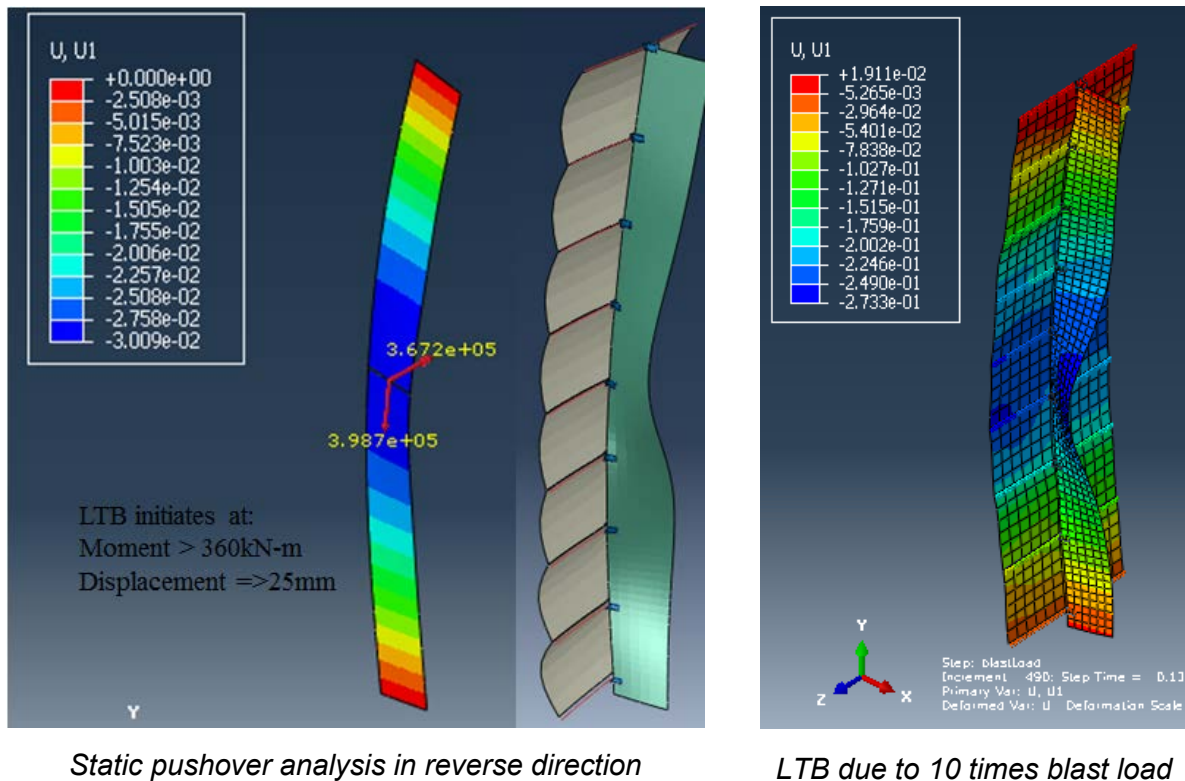 U, U1
+0.000e+00
-2.508e-03
-5.015e-03
-7.523e-03
-1.003e-02
-1.254e-02
-1.505e-02
-1.755e-02
-2.006e-02
-2.257e-02
-2.508e-02
-2.758e-02
-3.009e-02
3.672e+05
3.987e+05
LTB initiates at:
Moment > 360kN-m
Displacement =>25mm
Y
U, U1
+1.911e-02
-5.265e-03
-2.964e-02
-5.401e-02
-7.838e-02
-1.027e-01
-1.271e-01
-1.515e-01
-1.759e-01
-2.002e-01
-2.246e-01
-2.490e-01
-2.733e-01
Y
Z
X
Step: blastLoad
Increment 490: Step Time = 0.13
Primary Var: U, U1
Deformed Var: U Deformation Scale
Static pushover analysis in reverse direction
LTB due to 10 times blast load